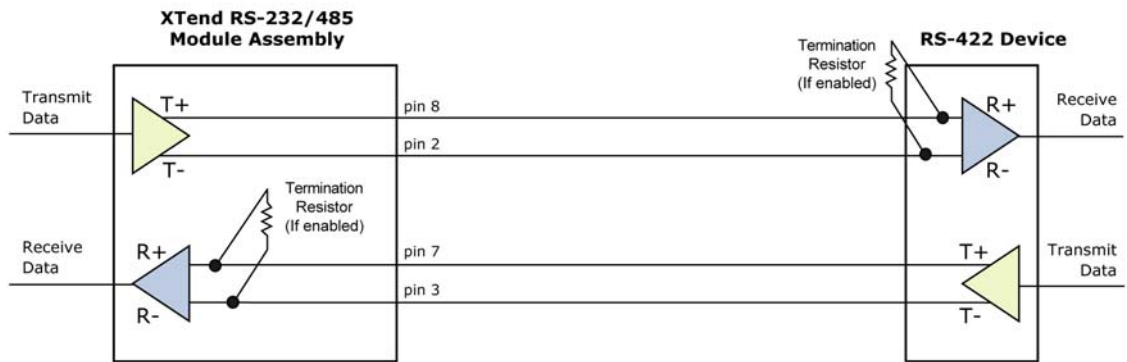 XTend RS-232/485
Module Assembly
RS-422 Device
Termination
Resistor
(If enabled)
Transmit
Data
T+
T-
pin 8
pin 2
R+
R-
Receive
Data
Termination
Resistor
(If enabled)
Receive
Data
R+
R-
pin 7
pin 3
T+
T-
Transmit
Data